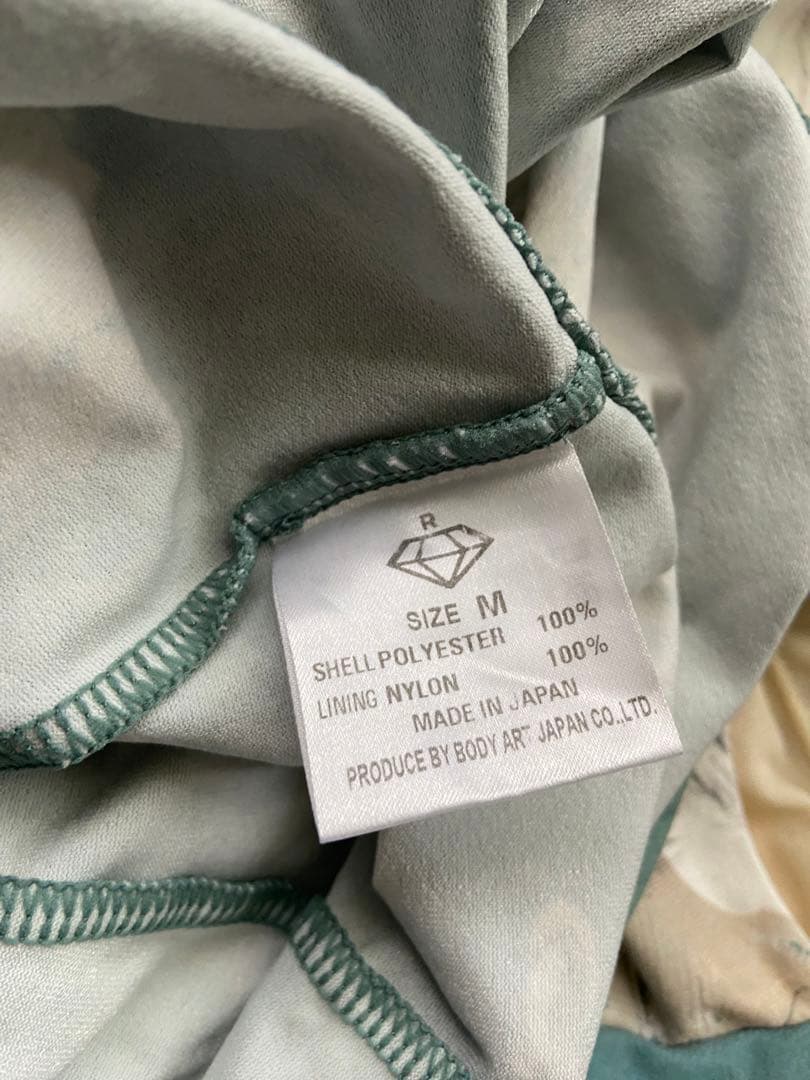 R
SIZE M
SHELL POLYESTER 100%
LINING NYLON 100%
MADE IN JAPAN
PRODUCE BY BODY ART JAPAN CO.,LTD.